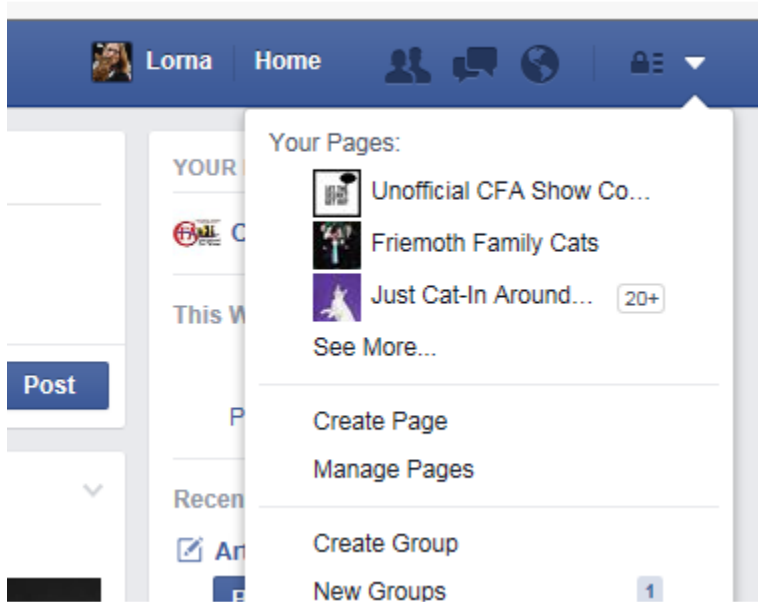 Lorna Home
Your Pages:
YOUR
Unofficial CFA Show Co...
C
Friemoth Family Cats
Just Cat-In Around... 20+
This W
See More...
Post
P
Create Page
Manage Pages
Recen
Create Group
Art
New Groups 1